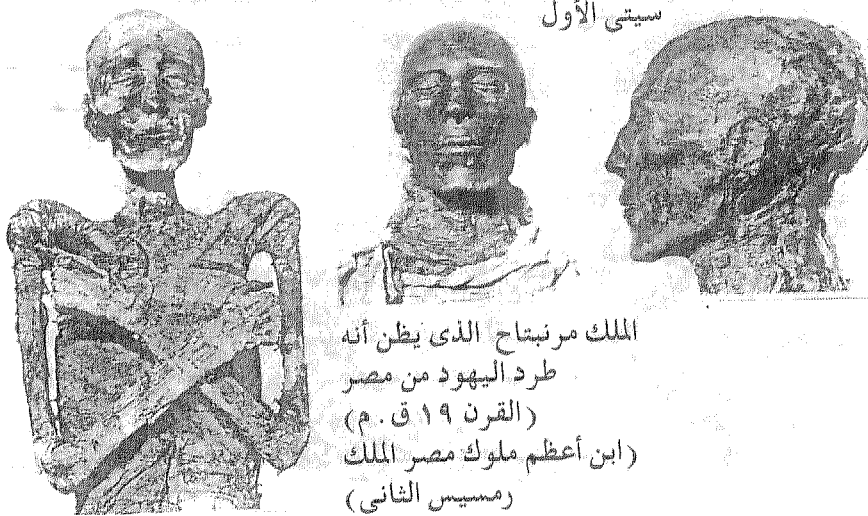 سيتى الأول
الملك مرنبتاح الذى يظن أنه
طرد اليهود من مصر
(القرن ١٩ ق.م)
(ابن أعظم ملوك مصر الملك
رمسيس الثانى)